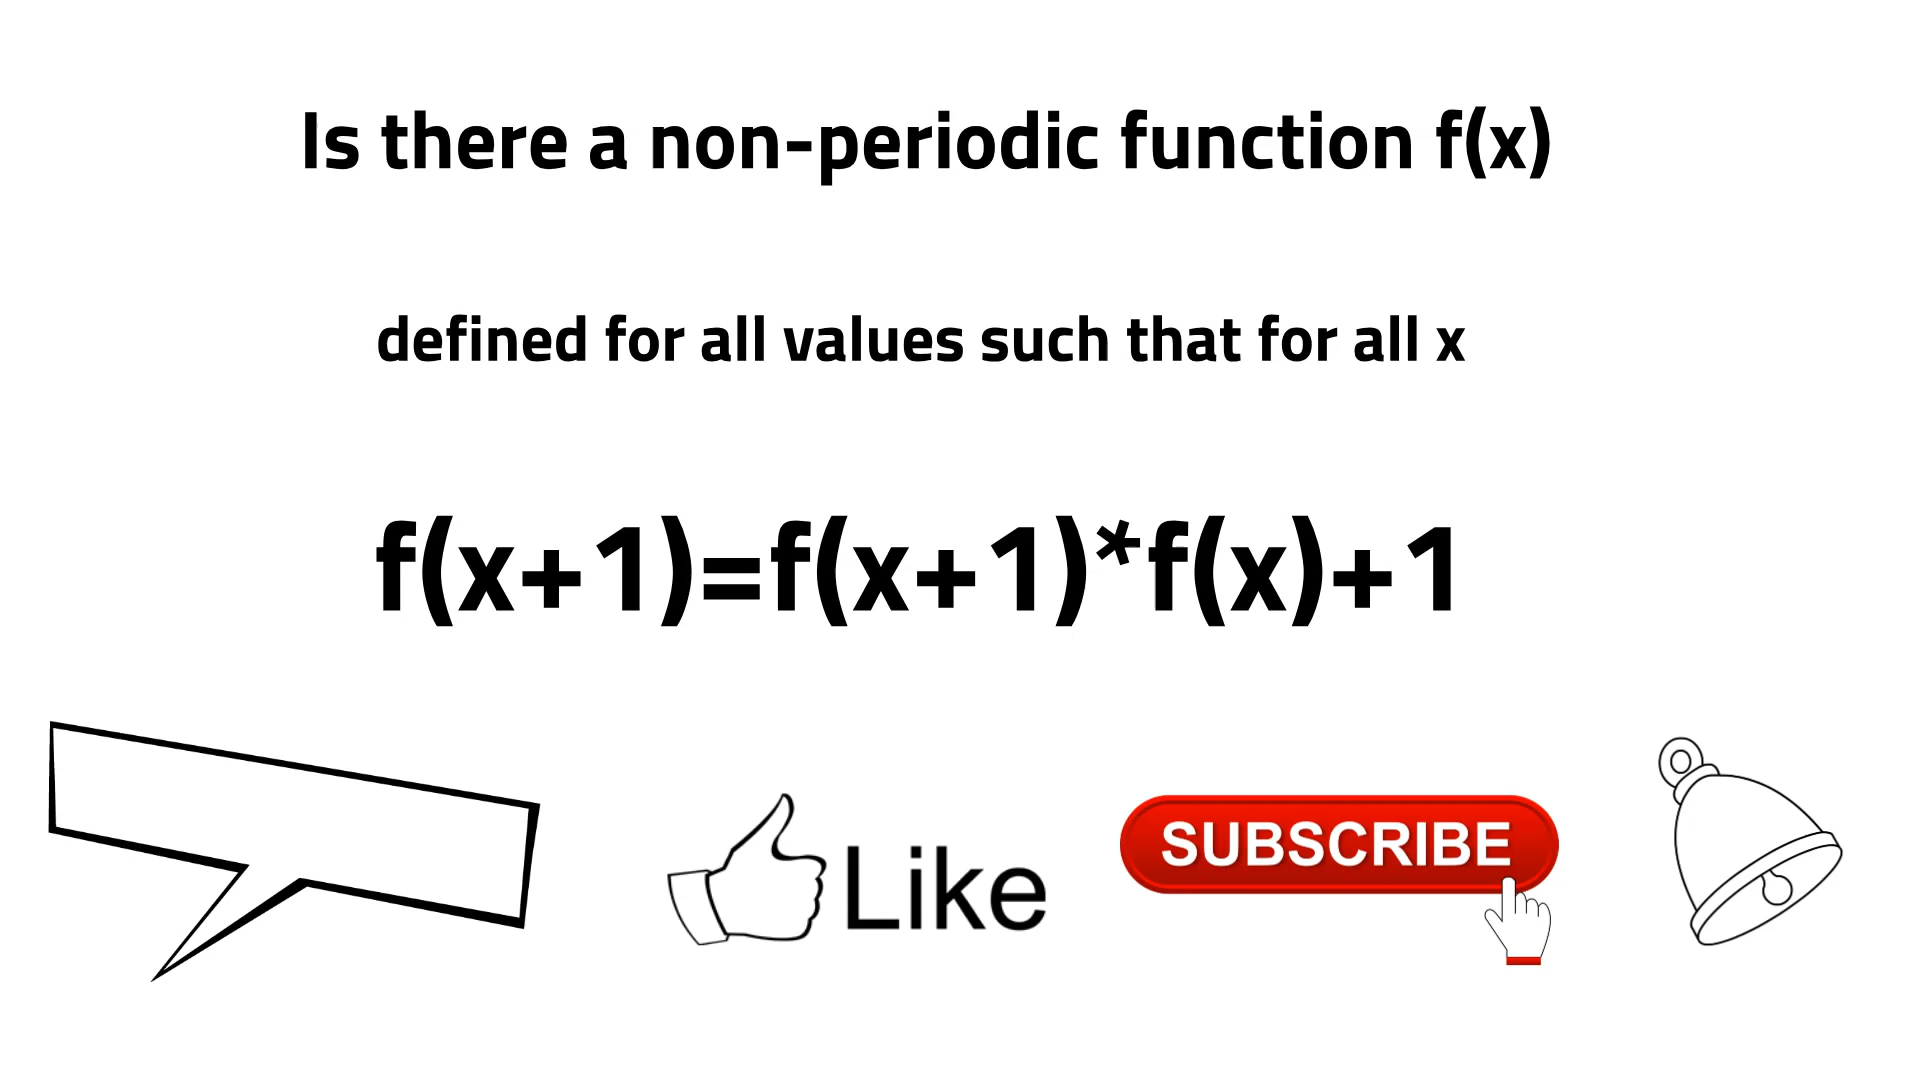 Is there a non-periodic function f(x)
defined for all values such that for all x
f(x+1)=f(x+1)*f(x)+1
Like
SUBSCRIBE